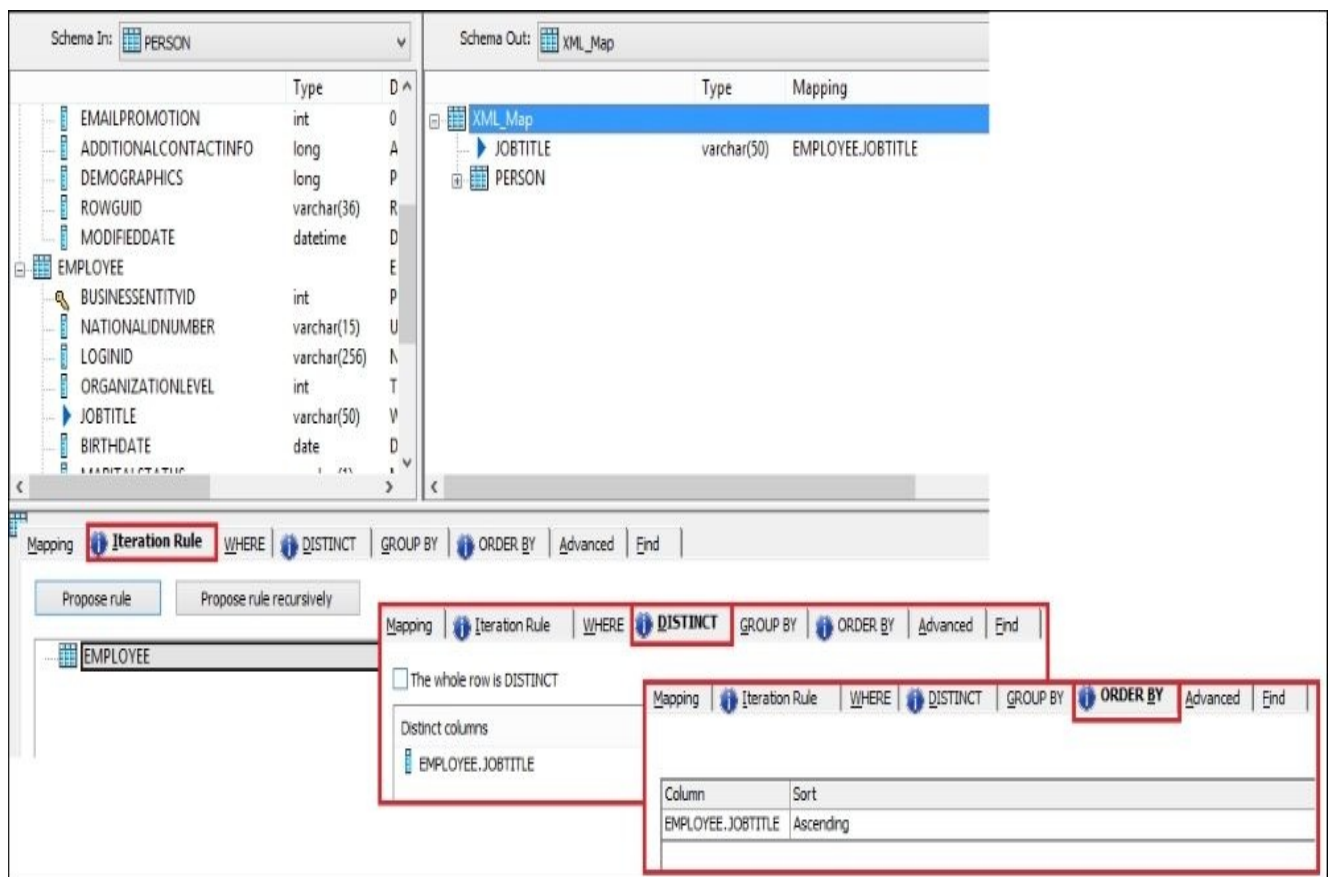 Schema In: PERSON
Schema Out: XML_Map
Type D
EMAILPROMOTION int 0
ADDITIONALCONTACTINFO long A
DEMOGRAPHICS long P
ROWGUID varchar(36) R
MODIFIEDDATE datetime D
EMPLOYEE E
BUSINESSENTITYID int P
NATIONALIDNUMBER varchar(15) U
LOGINID varchar(256) N
ORGANIZATIONLEVEL int T
JOBTITLE varchar(50) W
BIRTHDATE date D
Type Mapping
XML_Map
JOBTITLE varchar(50) EMPLOYEE.JOBTITLE
PERSON
Mapping Iteration Rule WHERE DISTINCT GROUP BY ORDER BY Advanced Find
Propose rule Propose rule recursively
EMPLOYEE
Mapping Iteration Rule WHERE DISTINCT GROUP BY ORDER BY Advanced Find
The whole row is DISTINCT
Distinct columns
EMPLOYEE.JOBTITLE
Mapping Iteration Rule WHERE DISTINCT GROUP BY ORDER BY Advanced Find
Column Sort
EMPLOYEE.JOBTITLE Ascending